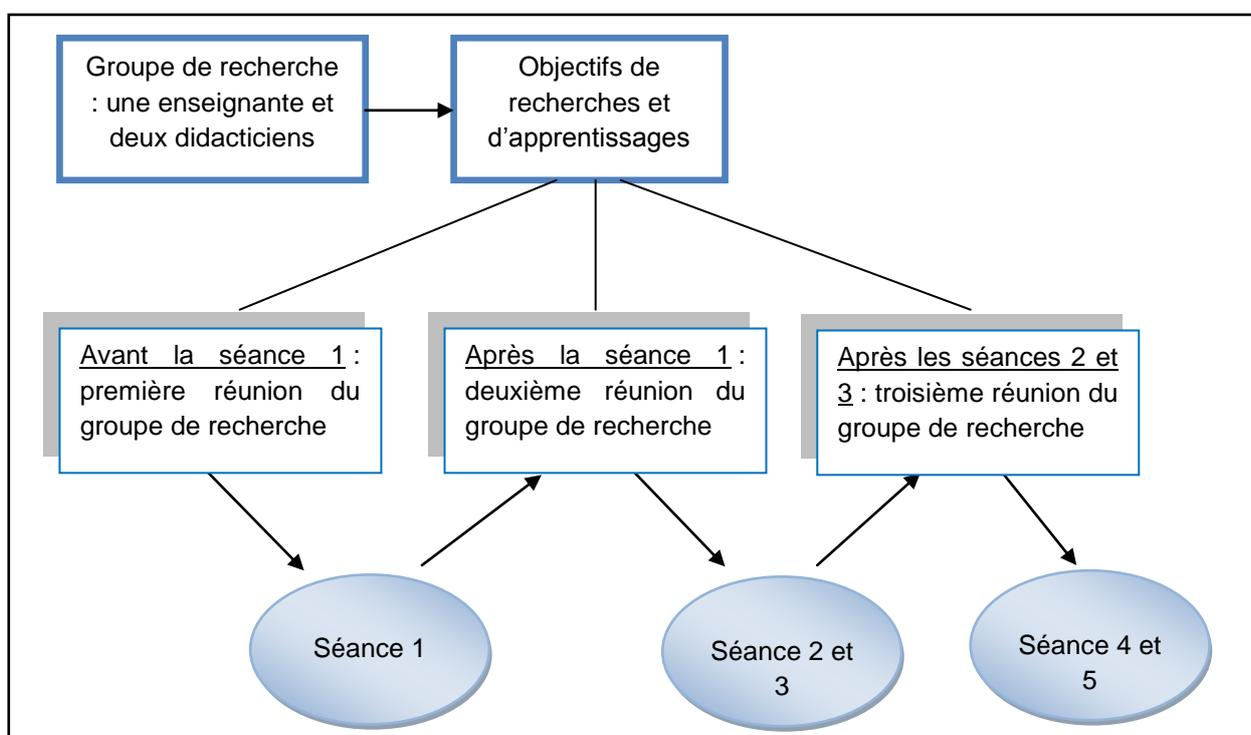 Groupe de recherche
: une enseignante et
deux didacticiens
Objectifs de
recherches et
d’apprentissages
Avant la séance 1 :
première réunion du
groupe de recherche
Après la séance 1 :
deuxième réunion du
groupe de recherche
Après les séances 2 et
3 : troisième réunion du
groupe de recherche
Séance 1
Séance 2 et
3
Séance 4 et
5